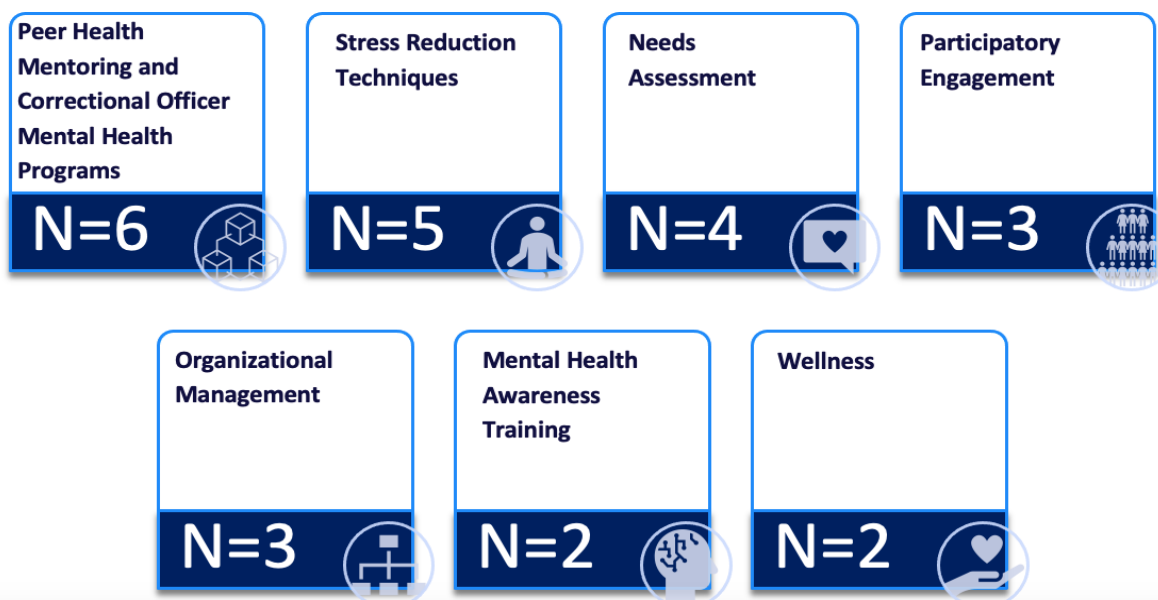 Peer Health
Mentoring and
Correctional Officer
Mental Health
Programs
N=6
Stress Reduction
Techniques
N=5
Needs
Assessment
N=4
Participatory
Engagement
N=3
Organizational
Management
N=3
Mental Health
Awareness
Training
N=2
Wellness
N=2